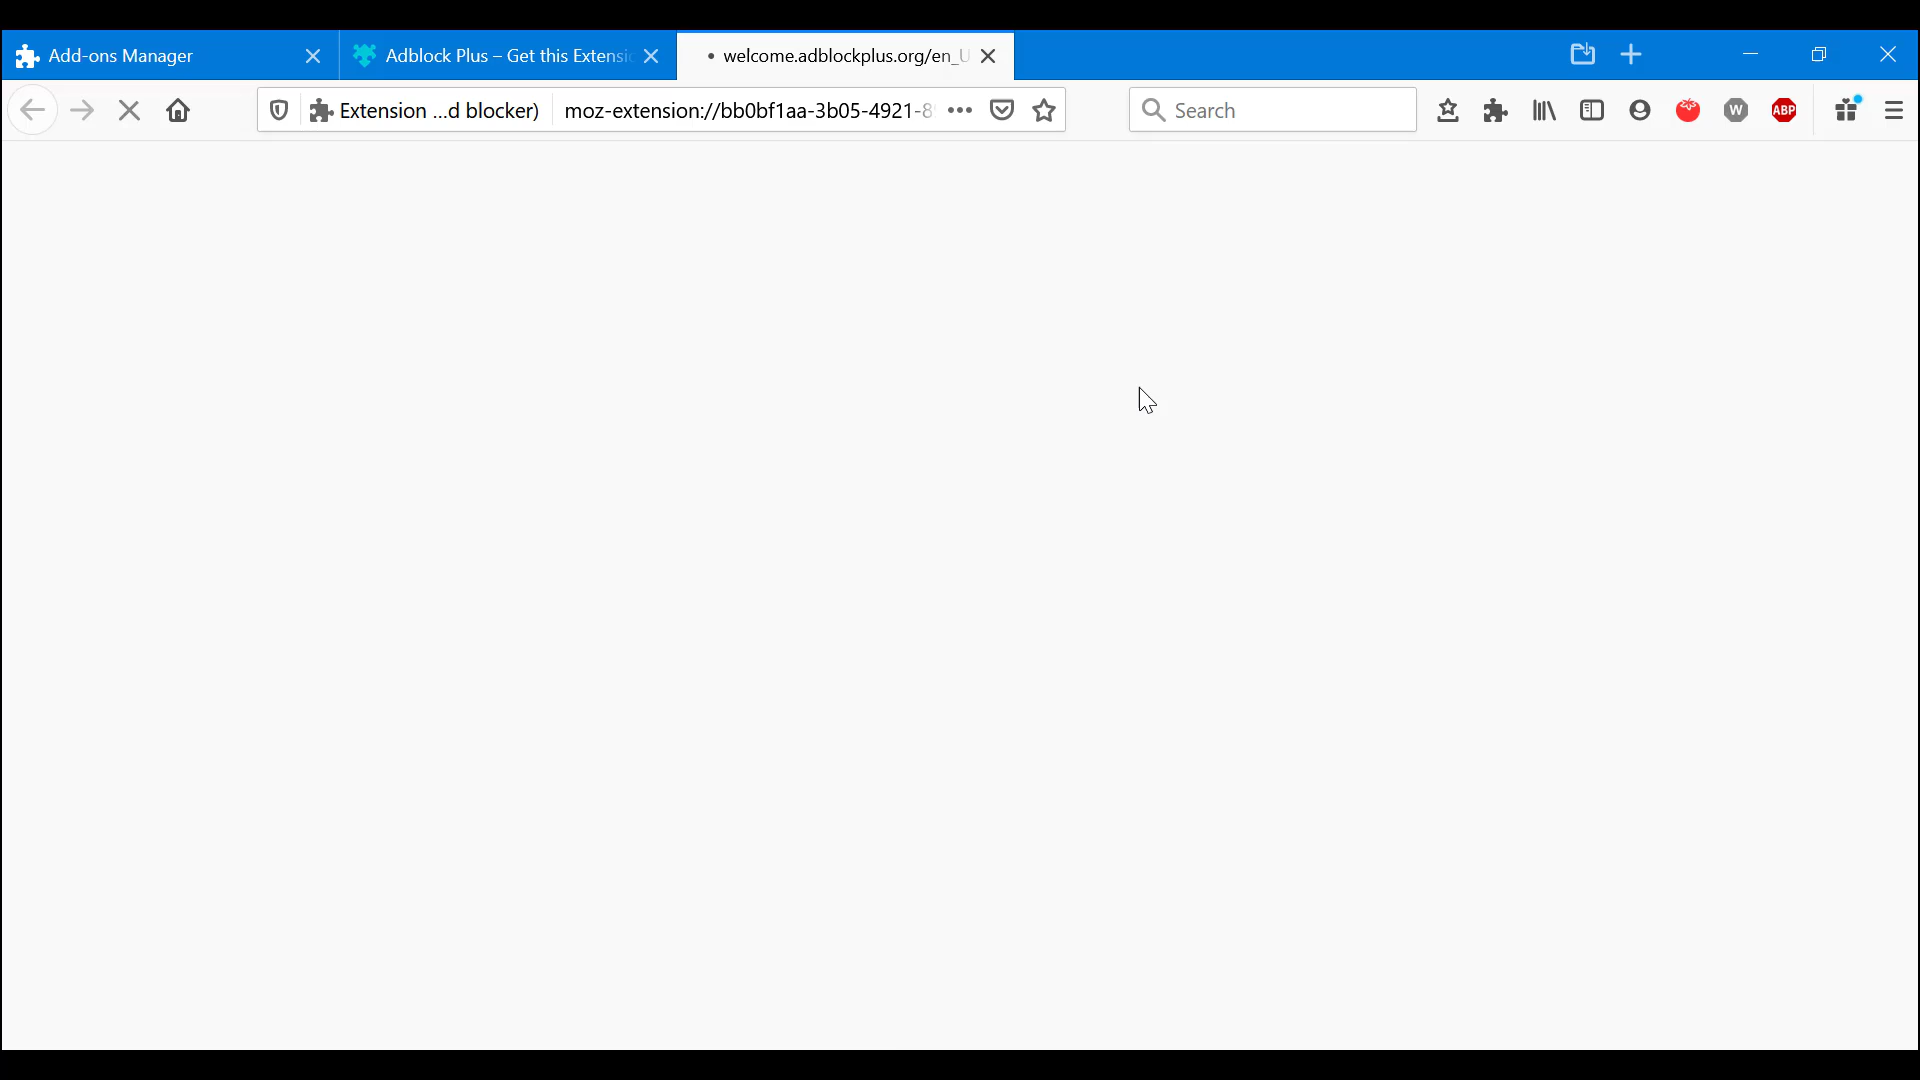 Add-ons Manager
Adblock Plus – Get this Extensi
welcome.adblockplus.org/en_U
Extension ...d blocker)
moz-extension://bb0bf1aa-3b05-4921-8
Search
W
ABP